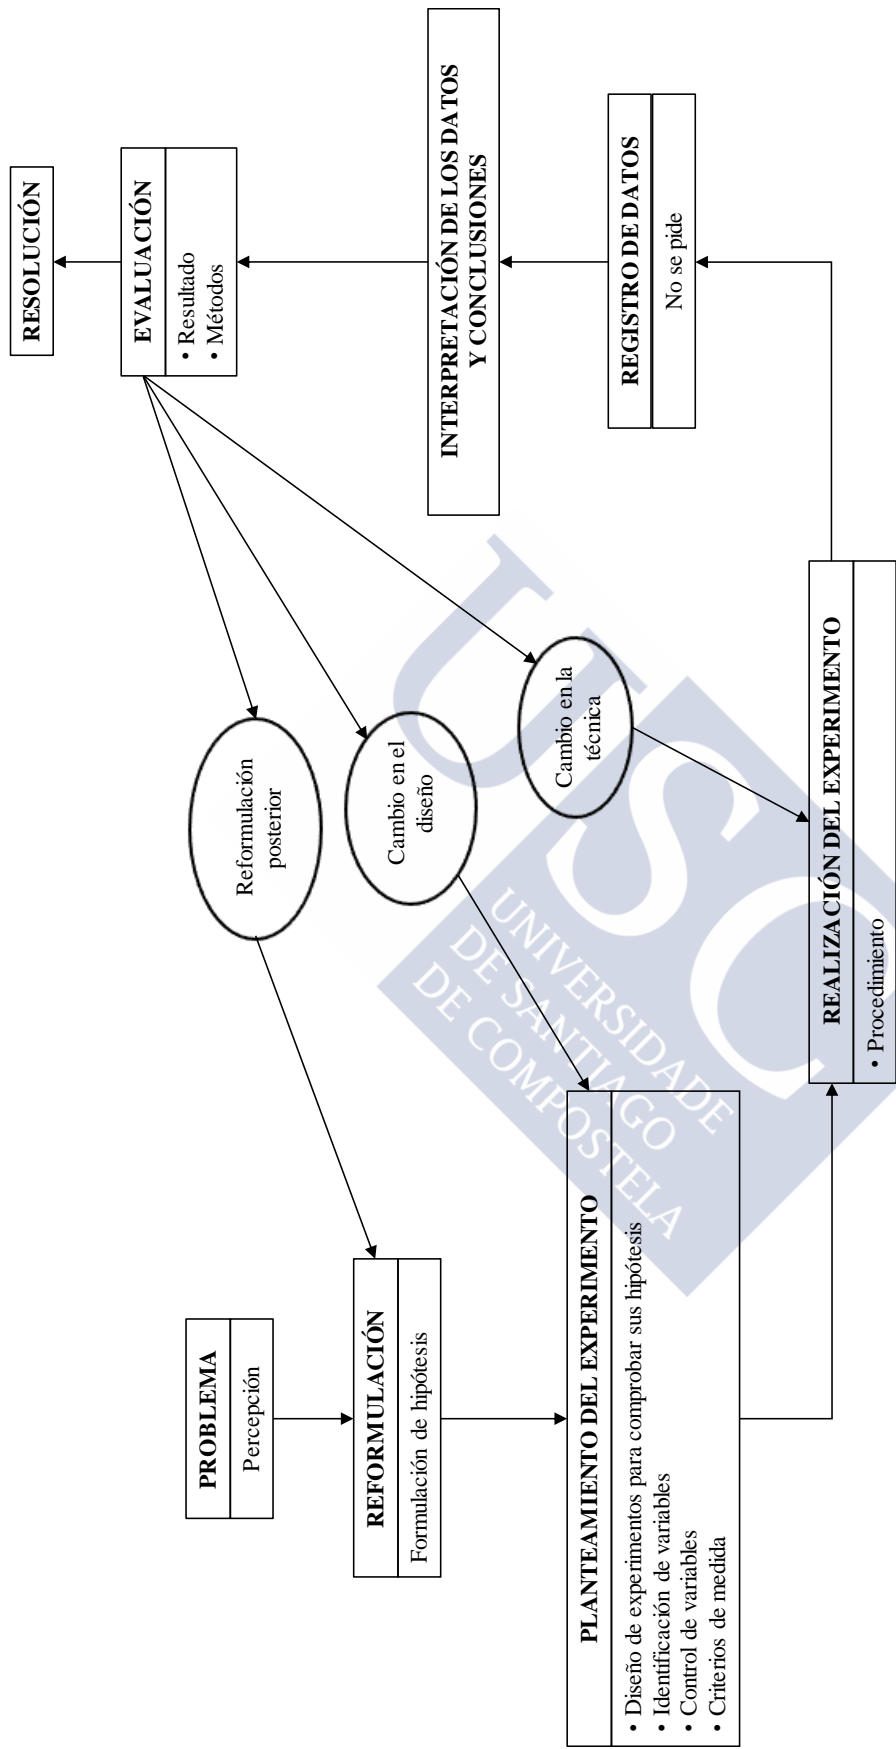 PROBLEMA
Percepción
REFORMULACIÓN
Formulación de hipótesis
PLANTEAMIENTO DEL EXPERIMENTO
• Diseño de experimentos para comprobar sus hipótesis
• Identificación de variables
• Control de variables
• Criterios de medida
REALIZACIÓN DEL EXPERIMENTO
• Procedimiento
REGISTRO DE DATOS
No se pide
INTERPRETACIÓN DE LOS DATOS
Y CONCLUSIONES
EVALUACIÓN
• Resultado
• Métodos
RESOLUCIÓN
Reformulación
posterior
Cambio en el
diseño
Cambio en la
técnica
USC
UNIVERSIDADE
DE SANTIAGO
DE COMPOSTELA